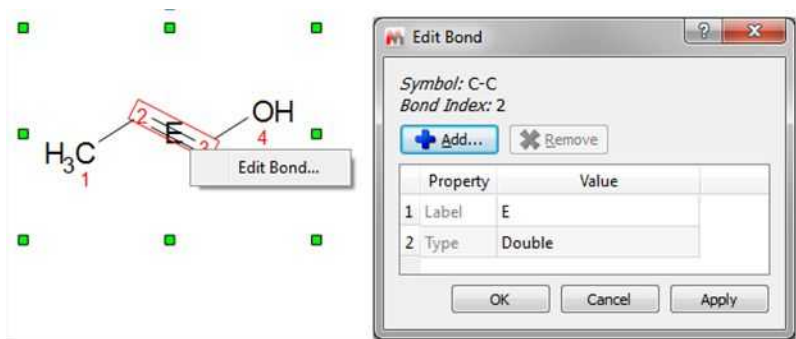 2
E
3
OH
4
H3C
1
Edit Bond...
Edit Bond
?
Symbol: C-C
Bond Index: 2
Add...
Remove
Property Value
1 Label E
2 Type Double
OK Cancel Apply